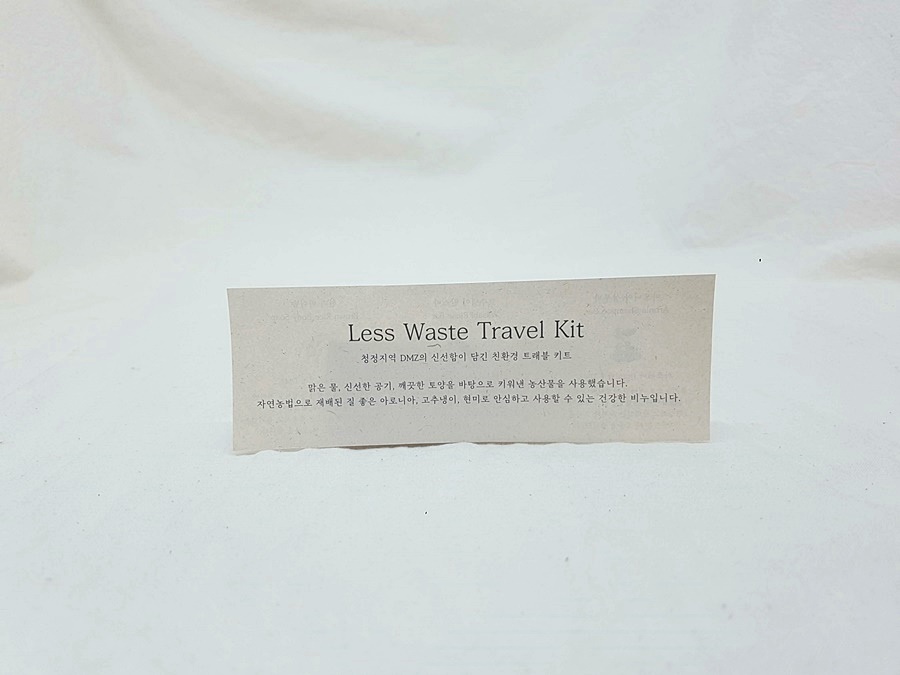 Less Waste Travel Kit
청정지역 DMZ의 신선함이 담긴 친환경 트래블 키트
맑은 물, 신선한 공기, 깨끗한 토양을 바탕으로 키워낸 농산물을 사용했습니다.
자연농법으로 재배된 질 좋은 아로니아, 고추냉이, 현미로 안심하고 사용할 수 있는 건강한 비누입니다.